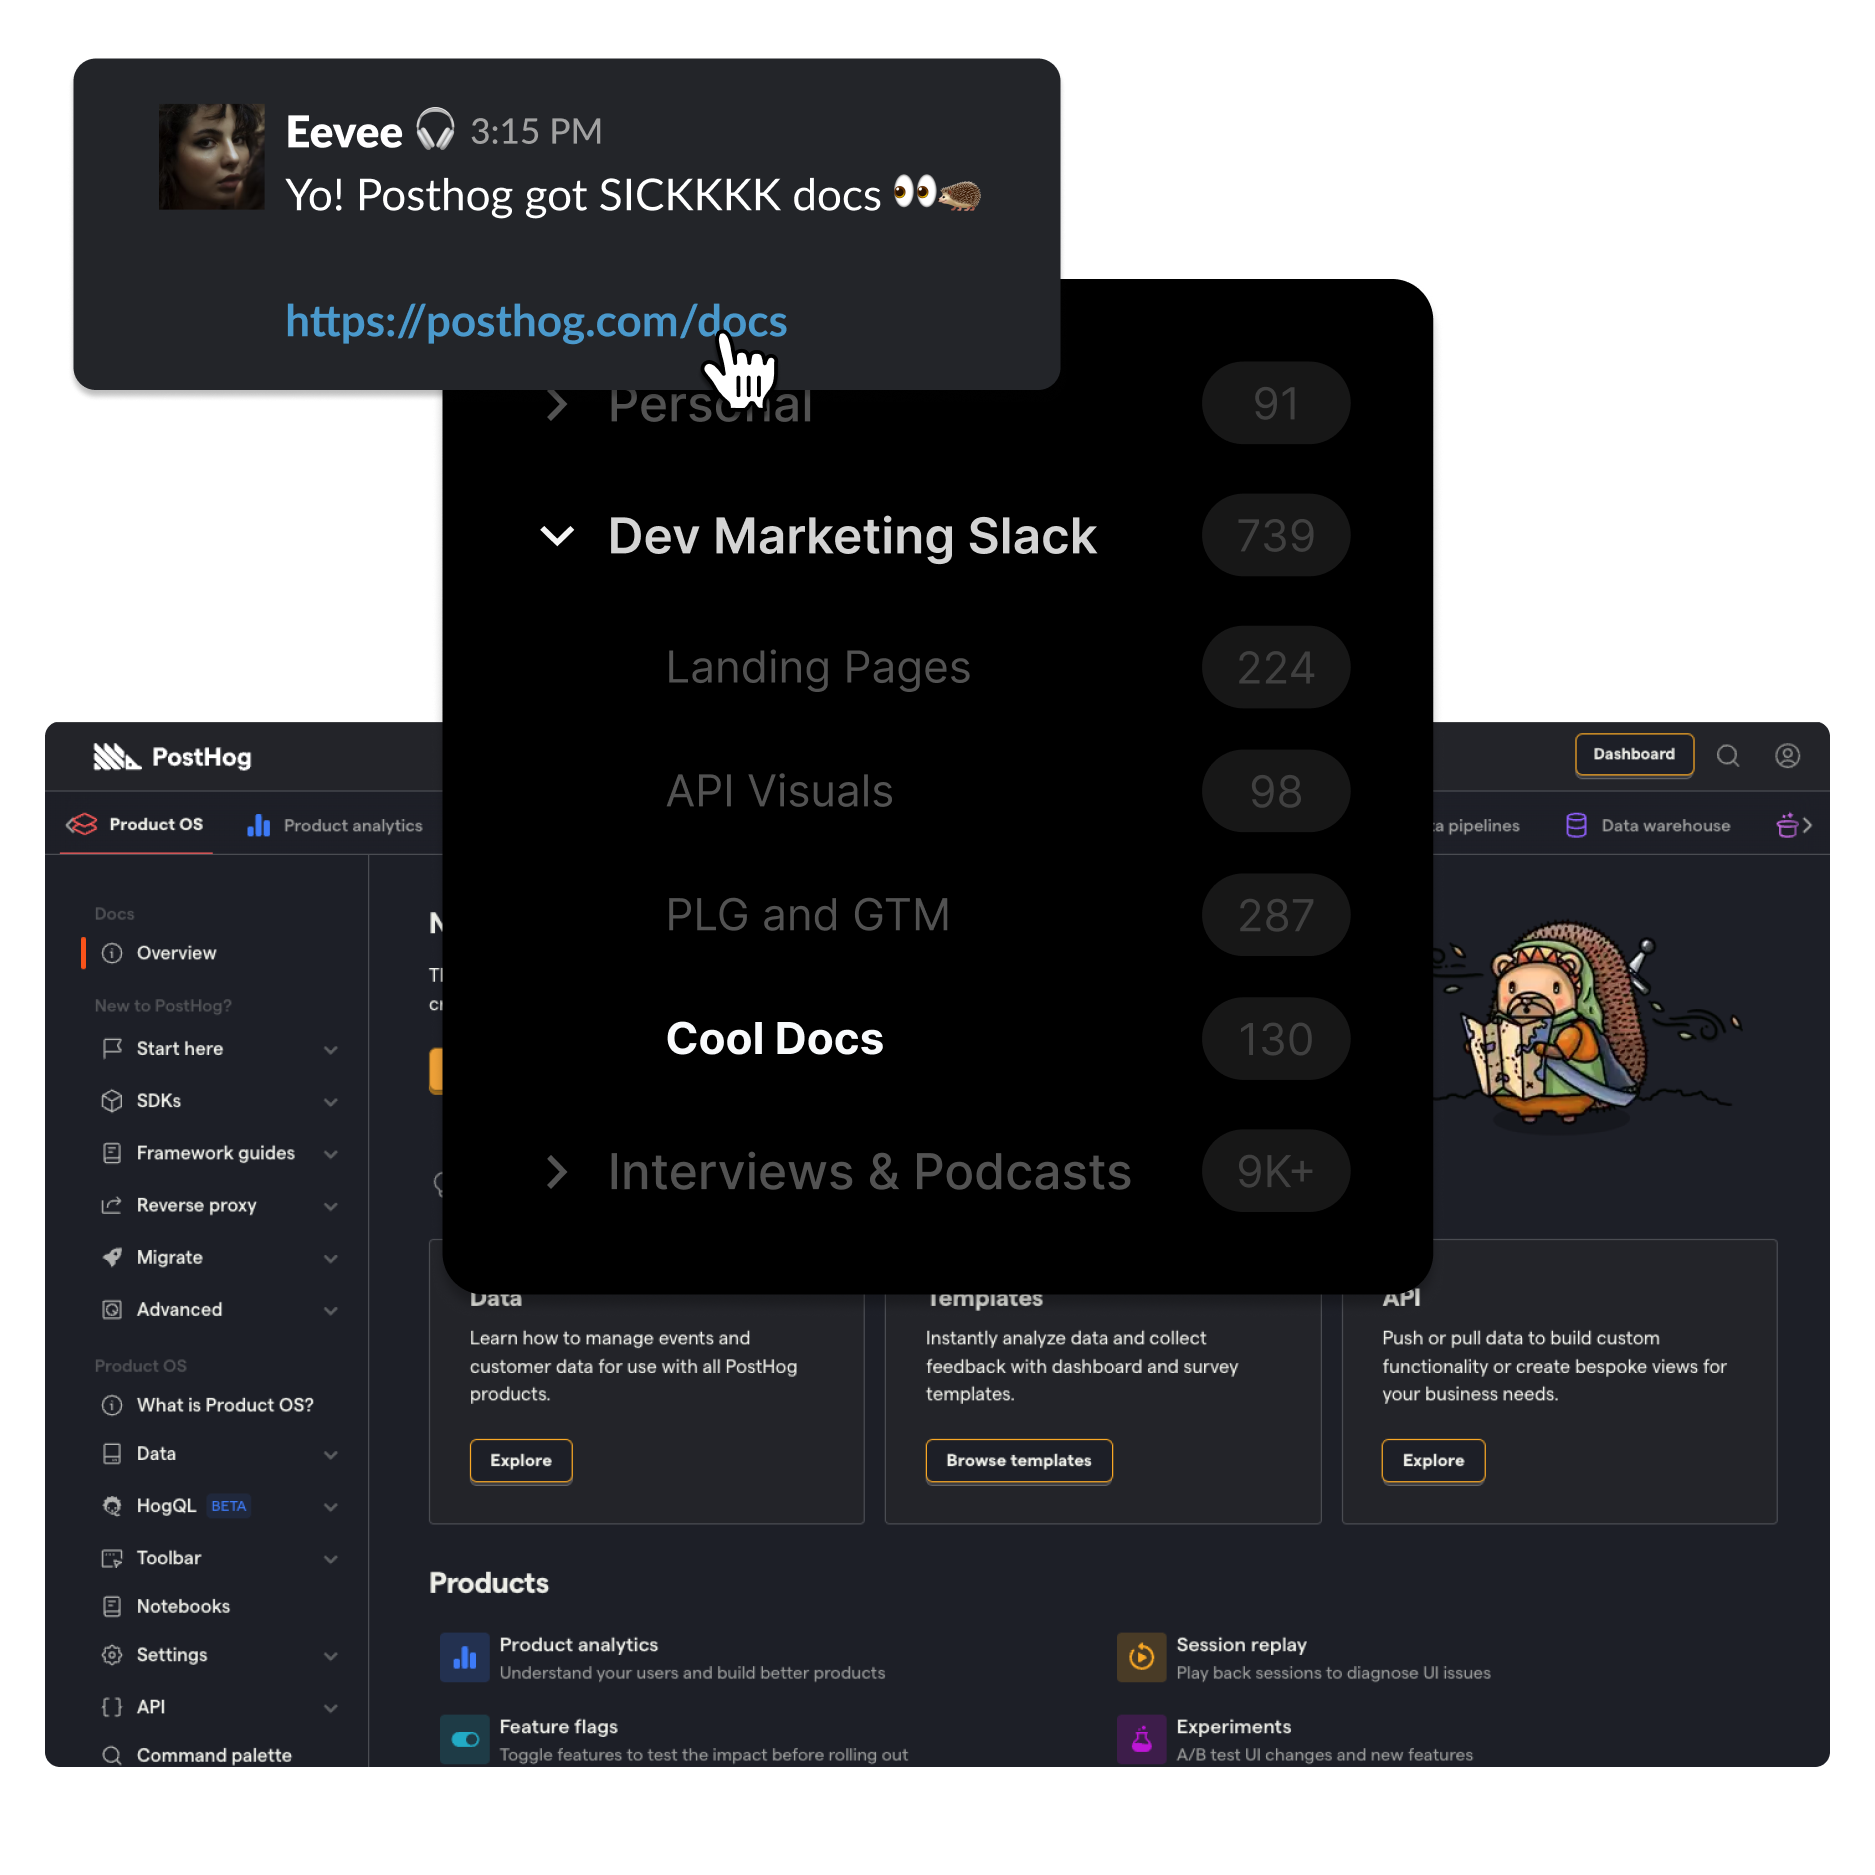 Eevee 3:15 PM
Yo! Posthog got SICKKKK docs
https://posthog.com/docs
Personal 91
Dev Marketing Slack 739
Landing Pages 224
API Visuals 98
PLG and GTM 287
Cool Docs 130
Interviews & Podcasts 9K+
PostHog
Dashboard
Product OS
Product analytics
pipelines
Data warehouse
Docs
Overview
New to PostHog?
Start here
SDKs
Framework guides
Reverse proxy
Migrate
Advanced
Product OS
What is Product OS?
Data
HogQL BETA
Toolbar
Notebooks
Settings
API
Command palette
Data
Learn how to manage events and
customer data for use with all PostHog
products.
Explore
Templates
Instantly analyze data and collect
feedback with dashboard and survey
templates.
Browse templates
API
Push or pull data to build custom
functionality or create bespoke views for
your business needs.
Explore
Products
Product analytics
Understand your users and build better products
Session replay
Play back sessions to diagnose UI issues
Feature flags
Toggle features to test the impact before rolling out
Experiments
A/B test UI changes and new features